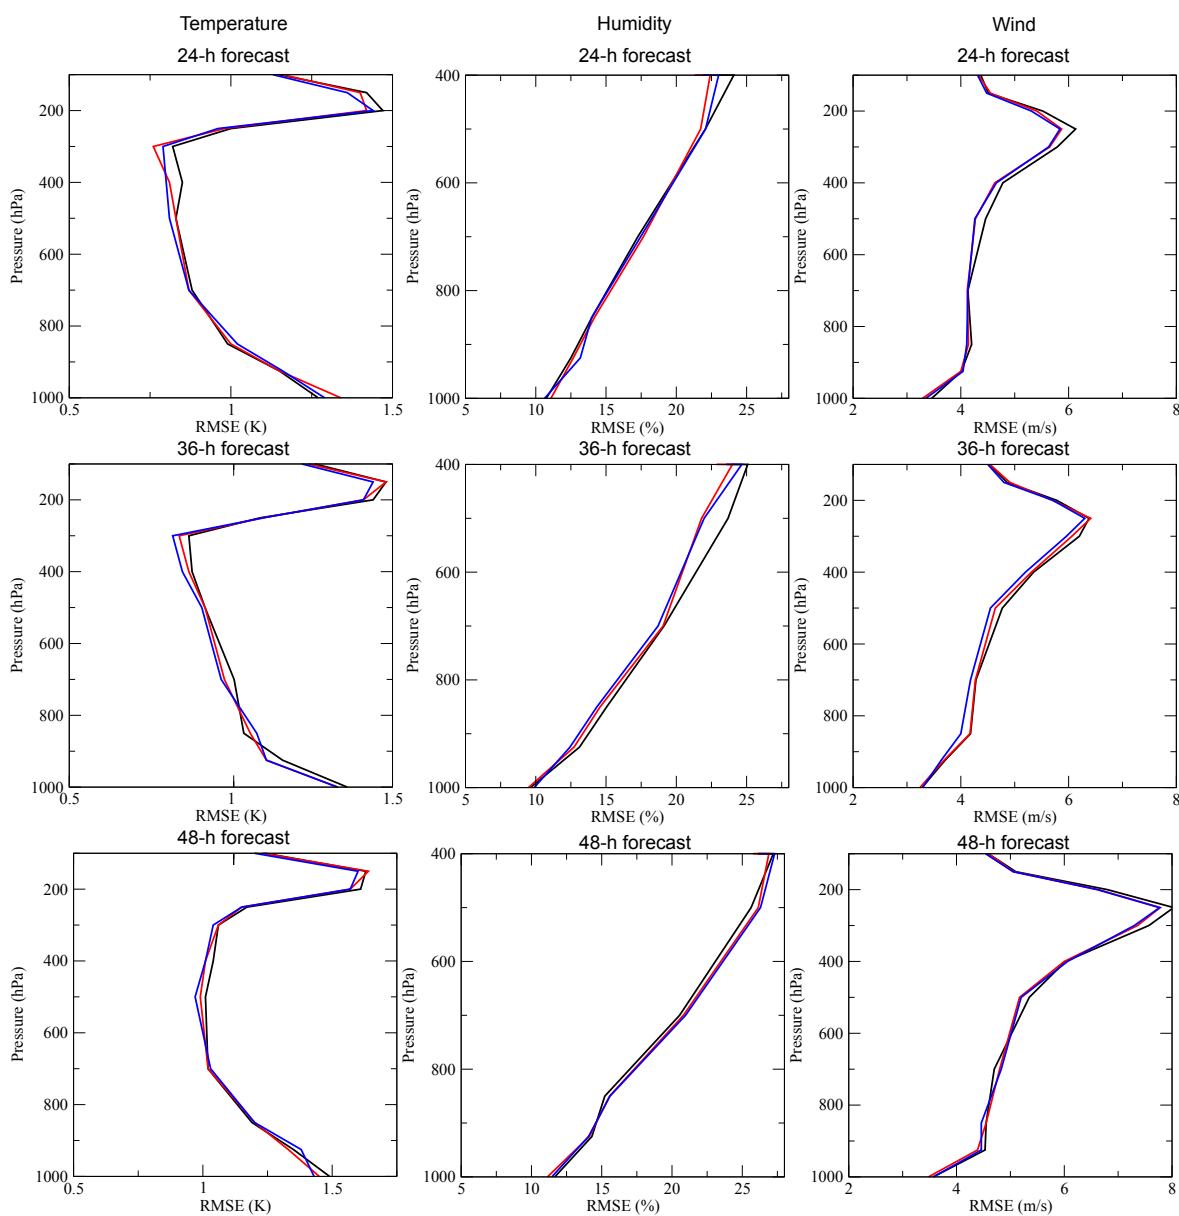 Temperature Humidity Wind
24-h forecast 24-h forecast 24-h forecast
Pressure (hPa)
200
400
600
800
1000
0.5 1 1.5
RMSE (K)
Pressure (hPa)
400
600
800
1000
5 10 15 20 25
RMSE (%)
Pressure (hPa)
200
400
600
800
1000
2 4 6 8
RMSE (m/s)
36-h forecast 36-h forecast 36-h forecast
Pressure (hPa)
200
400
600
800
1000
0.5 1 1.5
RMSE (K)
Pressure (hPa)
400
600
800
1000
5 10 15 20 25
RMSE (%)
Pressure (hPa)
200
400
600
800
1000
2 4 6 8
RMSE (m/s)
48-h forecast 48-h forecast 48-h forecast
Pressure (hPa)
200
400
600
800
1000
0.5 1 1.5
RMSE (K)
Pressure (hPa)
400
600
800
1000
5 10 15 20 25
RMSE (%)
Pressure (hPa)
200
400
600
800
1000
2 4 6 8
RMSE (m/s)